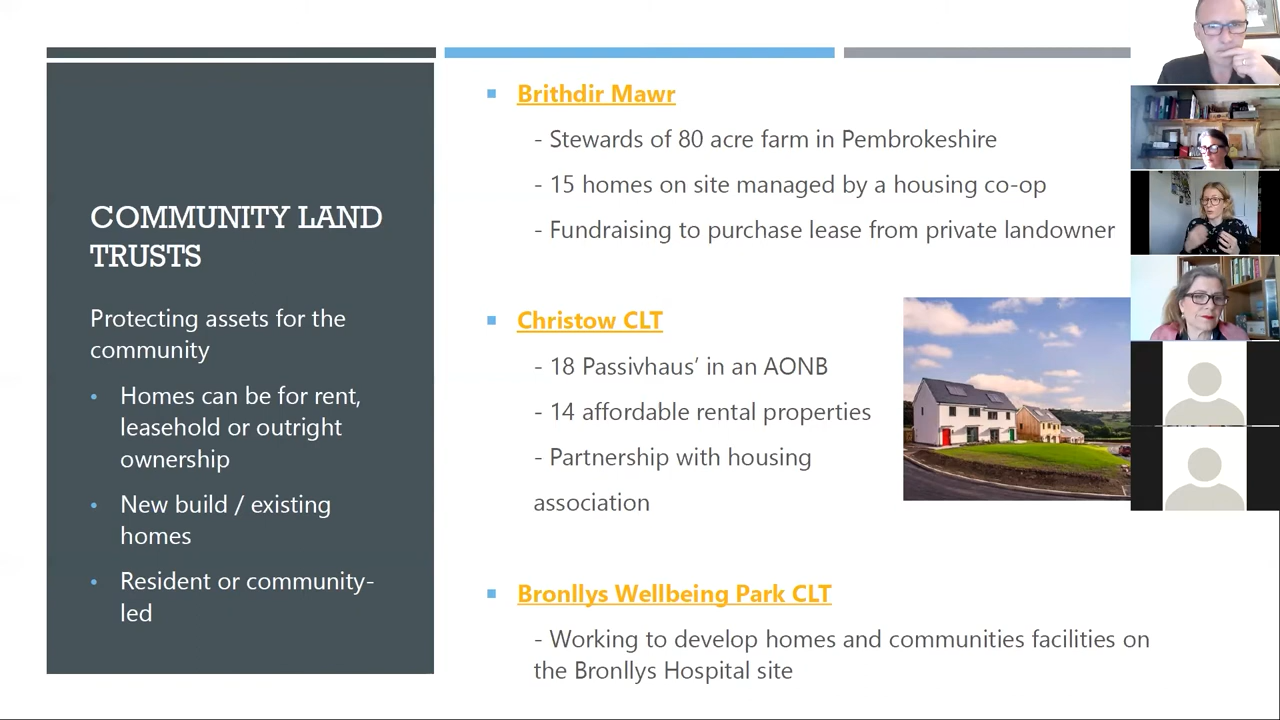 COMMUNITY LAND
TRUSTS
Protecting assets for the
community
• Homes can be for rent,
leasehold or outright
ownership
• New build / existing
homes
• Resident or community-
led
Brithdir Mawr
- Stewards of 80 acre farm in Pembrokeshire
- 15 homes on site managed by a housing co-op
- Fundraising to purchase lease from private landowner
Christow CLT
- 18 Passivhaus’ in an AONB
- 14 affordable rental properties
- Partnership with housing
association
Bronllys Wellbeing Park CLT
- Working to develop homes and communities facilities on
the Bronllys Hospital site